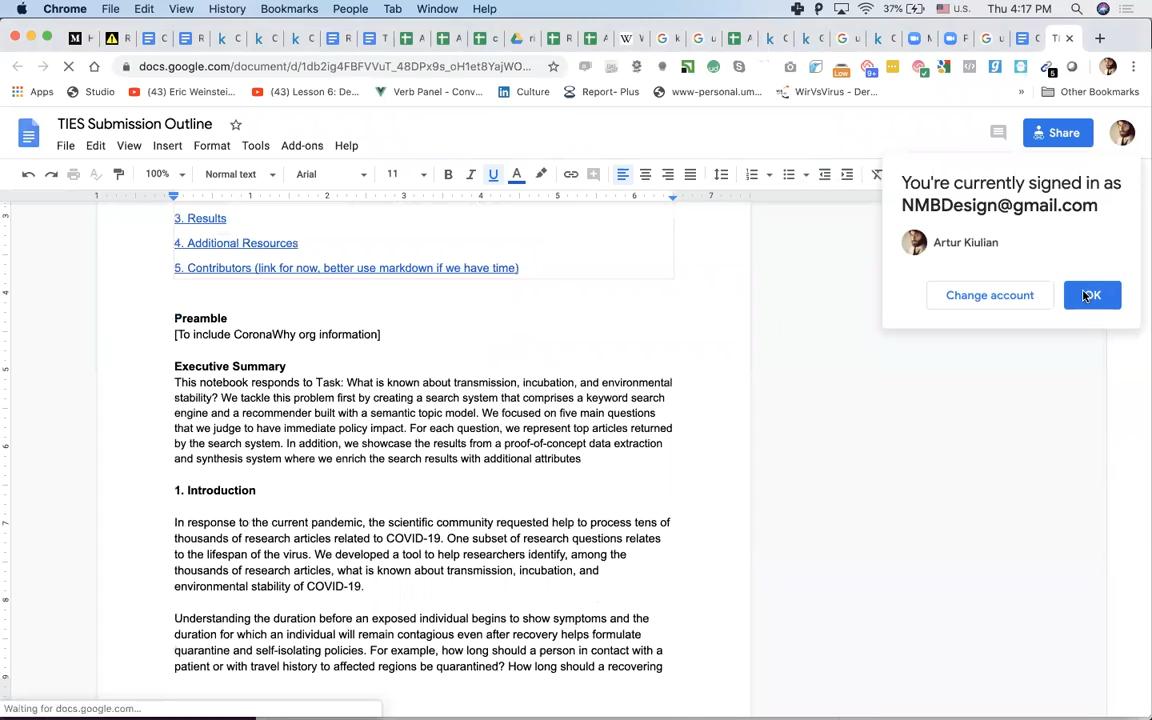 Chrome File Edit View History Bookmarks People Tab Window Help 37% U.S. Thu 4:17 PM
docs.google.com/document/d/1db2ig4FBFVVuT_48DPx9s_oH1et8YajWO...
Low 9+ 5
Apps Studio (43) Eric Weinstei... (43) Lesson 6: De... Verb Panel - Conv... Culture Report- Plus www-personal.um... WirVsVirus - Der... » Other Bookmarks
TIES Submission Outline
Share
File Edit View Insert Format Tools Add-ons Help
100% Normal text Arial 11
You're currently signed in as
NMBDesign@gmail.com
Artur Kiulian
Change account
OK
1 1 2 3 4 5 6 7
3. Results
4. Additional Resources
5. Contributors (link for now, better use markdown if we have time)
Preamble
[To include CoronaWhy org information]
Executive Summary
This notebook responds to Task: What is known about transmission, incubation, and environmental
stability? We tackle this problem first by creating a search system that comprises a keyword search
engine and a recommender built with a semantic topic model. We focused on five main questions
that we judge to have immediate policy impact. For each question, we represent top articles returned
by the search system. In addition, we showcase the results from a proof-of-concept data extraction
and synthesis system where we enrich the search results with additional attributes
1. Introduction
In response to the current pandemic, the scientific community requested help to process tens of
thousands of research articles related to COVID-19. One subset of research questions relates
to the lifespan of the virus. We developed a tool to help researchers identify, among the
thousands of research articles, what is known about transmission, incubation, and
environmental stability of COVID-19.
Understanding the duration before an exposed individual begins to show symptoms and the
duration for which an individual will remain contagious even after recovery helps formulate
quarantine and self-isolating policies. For example, how long should a person in contact with a
patient or with travel history to affected regions be quarantined? How long should a recovering
Waiting for docs.google.com...